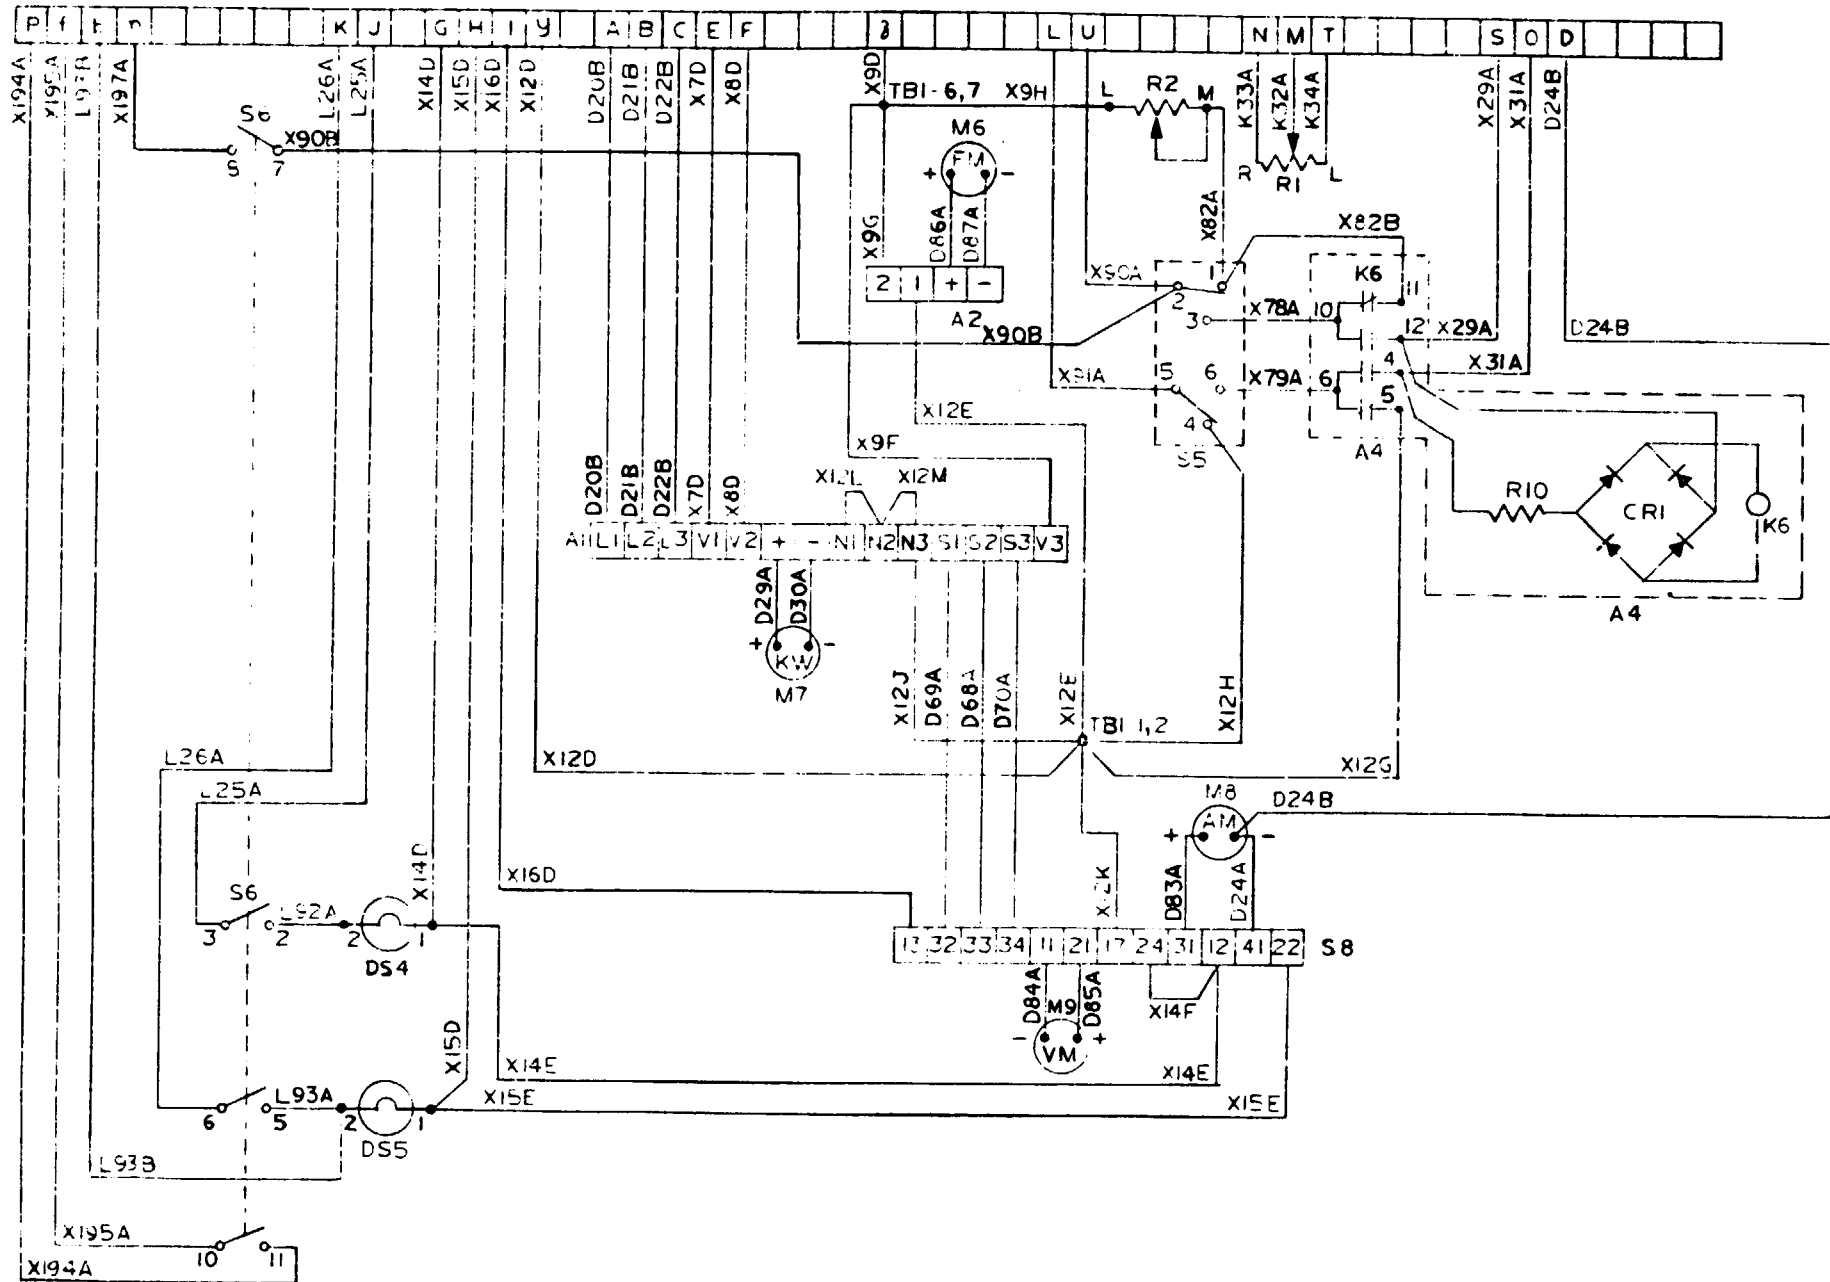 P f n K J G H I Y A B C E F L U N M T S O D
X194A
X195A
L93B
X197A
L26A
L25A
X14D
X15D
X16D
X12D
D20B
D21B
D22B
X7D
X8D
X9D
K33A
K32A
K34A
X29A
X31A
D24B
TB1-6,7 X9H L R2 M
M6
FM
+ -
S6
X90B
8 7
R R1 L
X9G
D86A
D87A
X82A
X82B
2 1 + -
A2
X90A
1
2
3
X78A
10
K6
11
12
X29A
D24B
X90B
4
X31A
X91A
5 6
X79A
6
5
4
S5
A4
X12E
X9F
X12L X12M
D20B
D21B
D22B
X7D
X8D
R10
CR1
K6
A4
A11 L1 L2 L3 V1 V2 + - N1 N2 N3 S1 S2 S3 V3
D29A
D30A
+ KW -
M7
X12J
D69A
D68A
D70A
X12E
X12H
TB1 1,2
L26A
X12D
X12G
L25A
M8
D24B
+ AM -
X14D
X16D
X12K
D83A
D24A
S6
L92A
3 2 2 1
DS4
13 32 33 34 11 21 17 24 31 12 41 22 S8
D84A
M9
D85A
X14F
- VM +
X15D
X14E
X14E
L93A
X15E
X15E
6 5 2 1
DS5
L93B
X195A
10 11
X194A